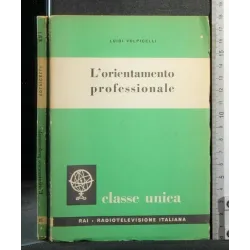 LUIGI VOLPICELLI
L'orientamento
professionale
classe unica
RAI - RADIOTELEVISIONE ITALIANA